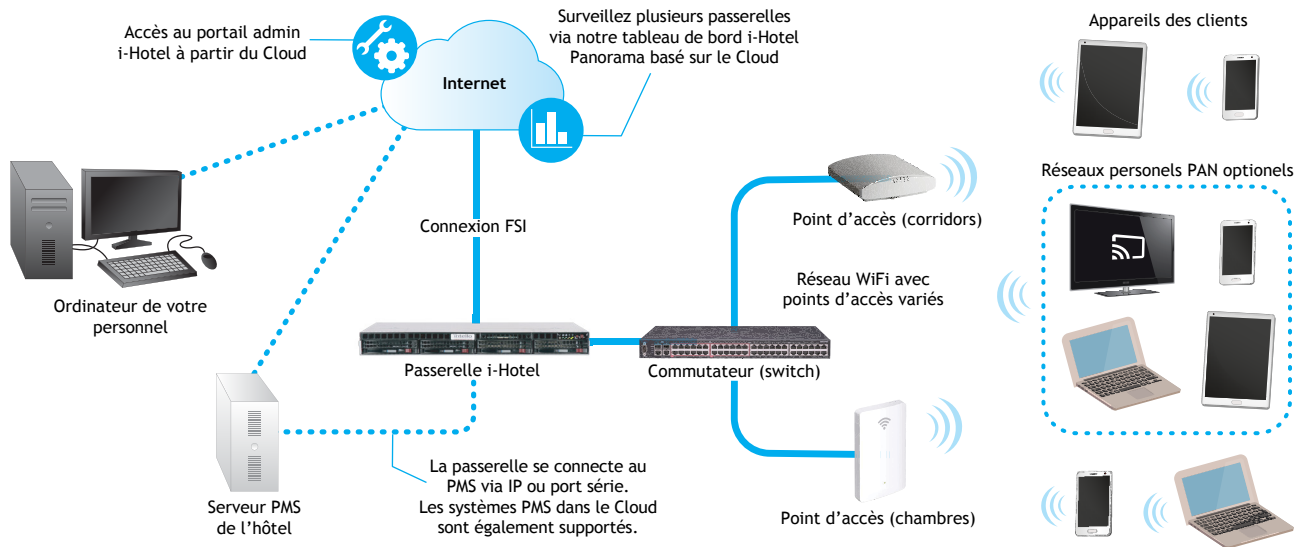 Accès au portail admin
i-Hotel à partir du Cloud
Surveillez plusieurs passerelles
via notre tableau de bord i-Hotel
Panorama basé sur le Cloud
Internet
Appareils des clients
Réseaux personels PAN optionels
Connexion FSI
Point d’accès (corridors)
Réseau WiFi avec
points d’accès variés
Ordinateur de votre
personnel
Passerelle i-Hotel
Commutateur (switch)
La passerelle se connecte au
PMS via IP ou port série.
Les systèmes PMS dans le Cloud
sont également supportés.
Serveur PMS
de l’hôtel
Point d’accès (chambres)